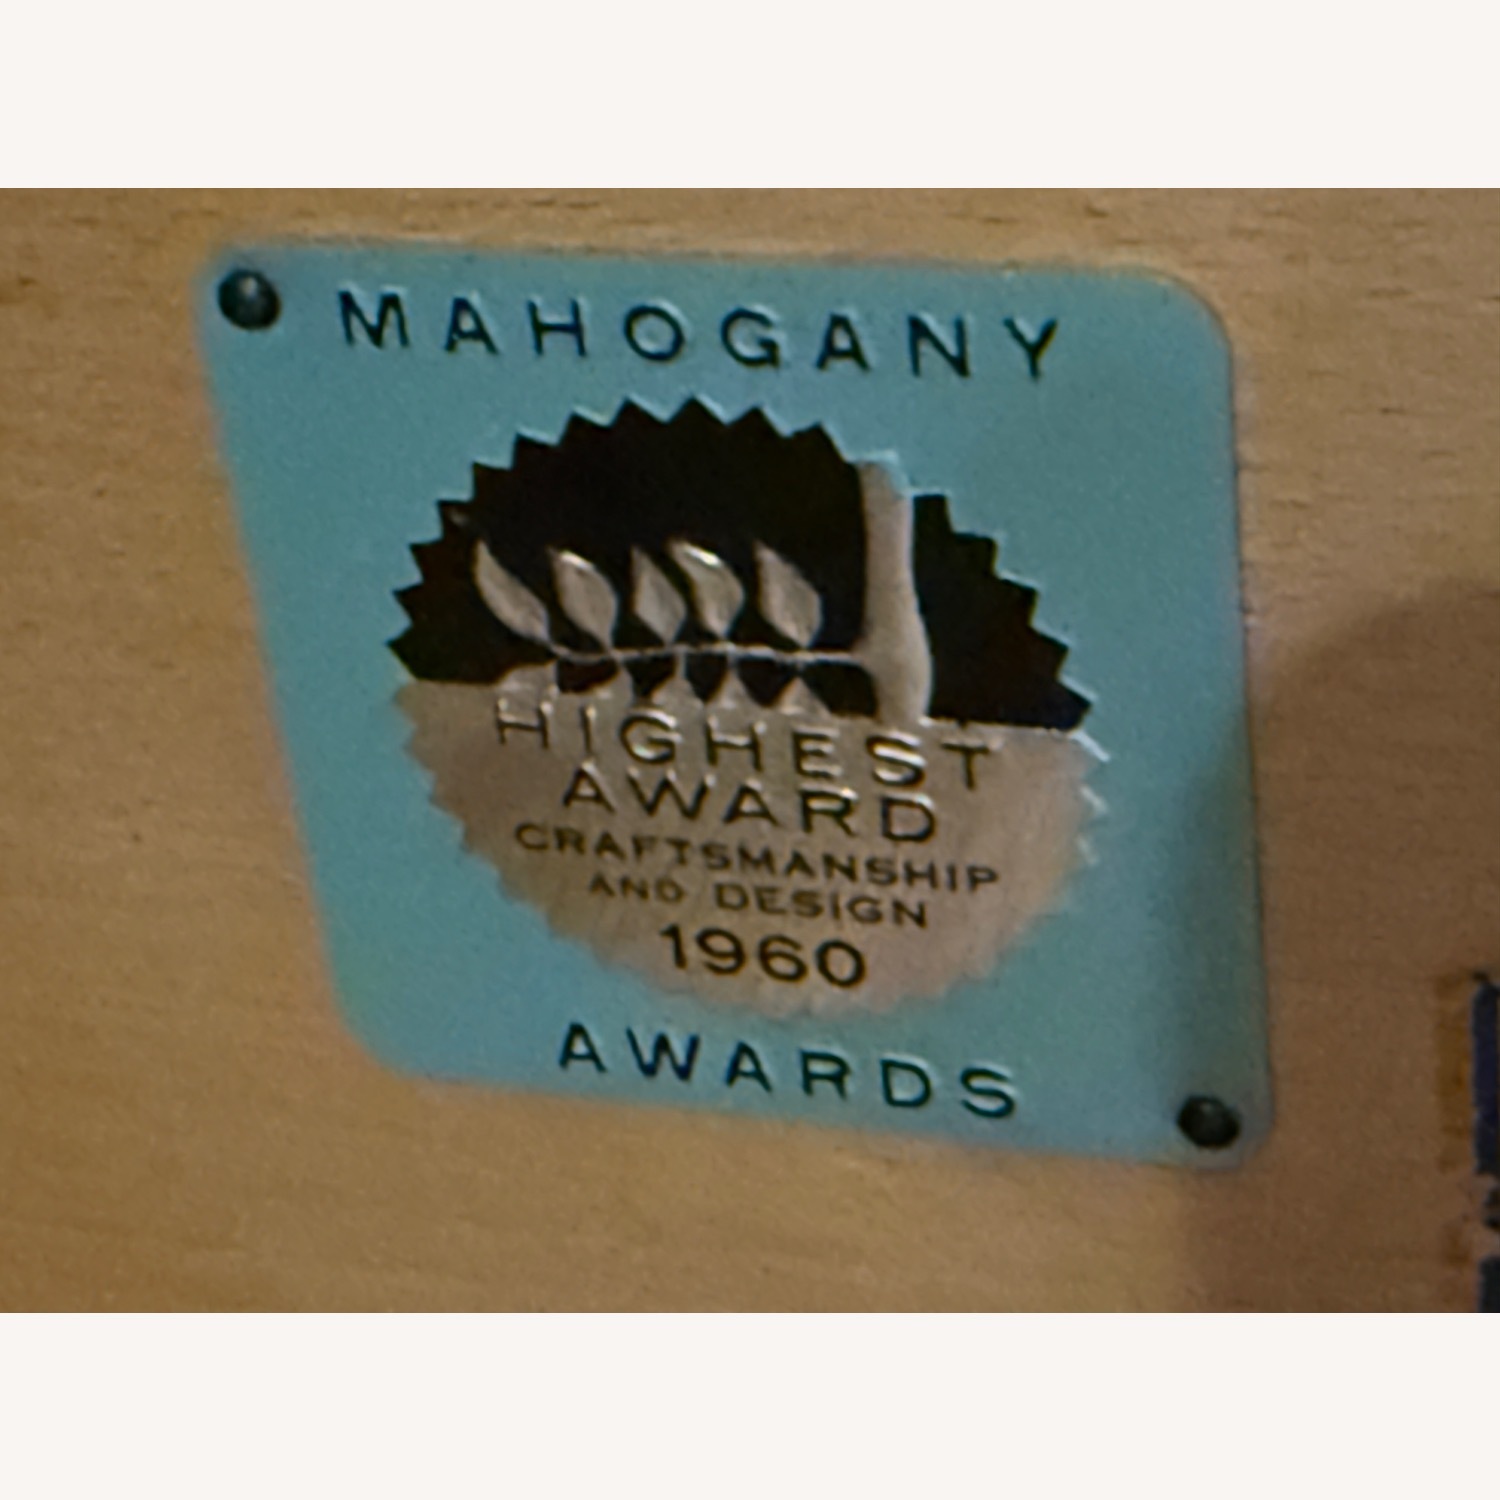 MAHOGANY
HIGHEST
AWARD
CRAFTSMANSHIP
AND DESIGN
1960
AWARDS